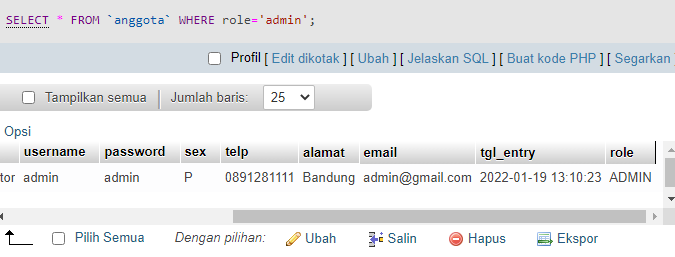 SELECT * FROM `anggota` WHERE role='admin';
Profil [ Edit dikotak ] [ Ubah ] [ Jelaskan SQL ] [ Buat kode PHP ] [ Segarkan ]
Tampilkan semua Jumlah baris: 25
Opsi
username password sex telp alamat email tgl_entry role
tor admin admin P 0891281111 Bandung admin@gmail.com 2022-01-19 13:10:23 ADMIN
Pilih Semua Dengan pilihan: Ubah Salin Hapus Ekspor